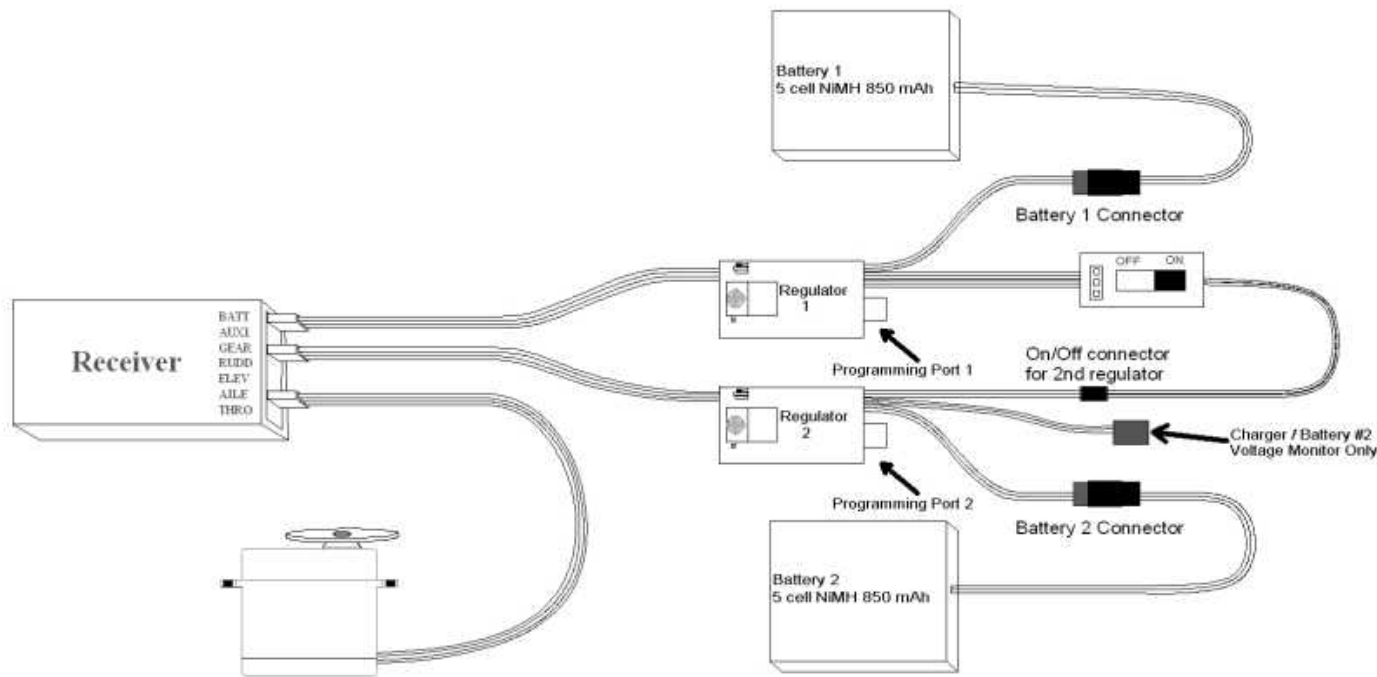 Battery 1
5 cell NiMH 850 mAh
Battery 1 Connector
OFF ON
Regulator
1
Programming Port 1
Receiver
BATT
AUX1
GEAR
RUDD
ELEV
AILE
THRO
On/Off connector
for 2nd regulator
Regulator
2
Charger / Battery #2
Voltage Monitor Only
Programming Port 2
Battery 2 Connector
Battery 2
5 cell NiMH 850 mAh